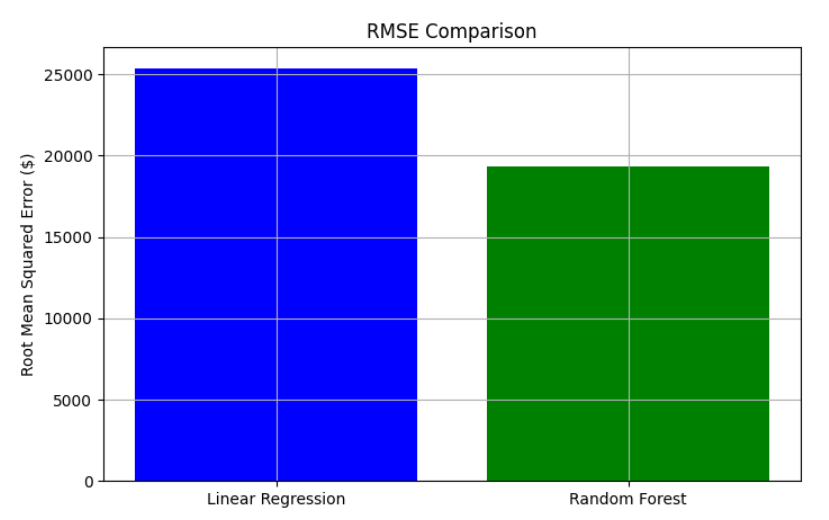 RMSE Comparison
Root Mean Squared Error ($)
25000
20000
15000
10000
5000
0
Linear Regression
Random Forest